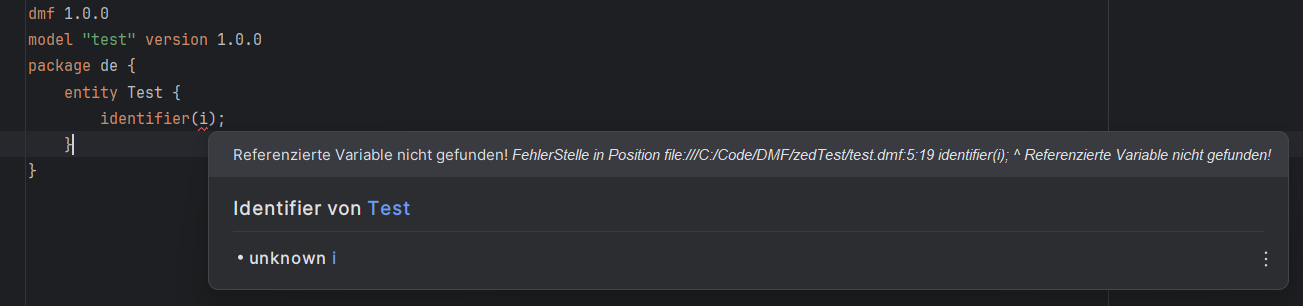 dmf 1.0.0
model "test" version 1.0.0
package de {
    entity Test {
        identifier(i);
    }
}
Referenzierte Variable nicht gefunden! FehlerStelle in Position file:///C:/Code/DMF/zedTest/test.dmf:5:19 identifier(i); ^ Referenzierte Variable nicht gefunden!
Identifier von Test
• unknown i